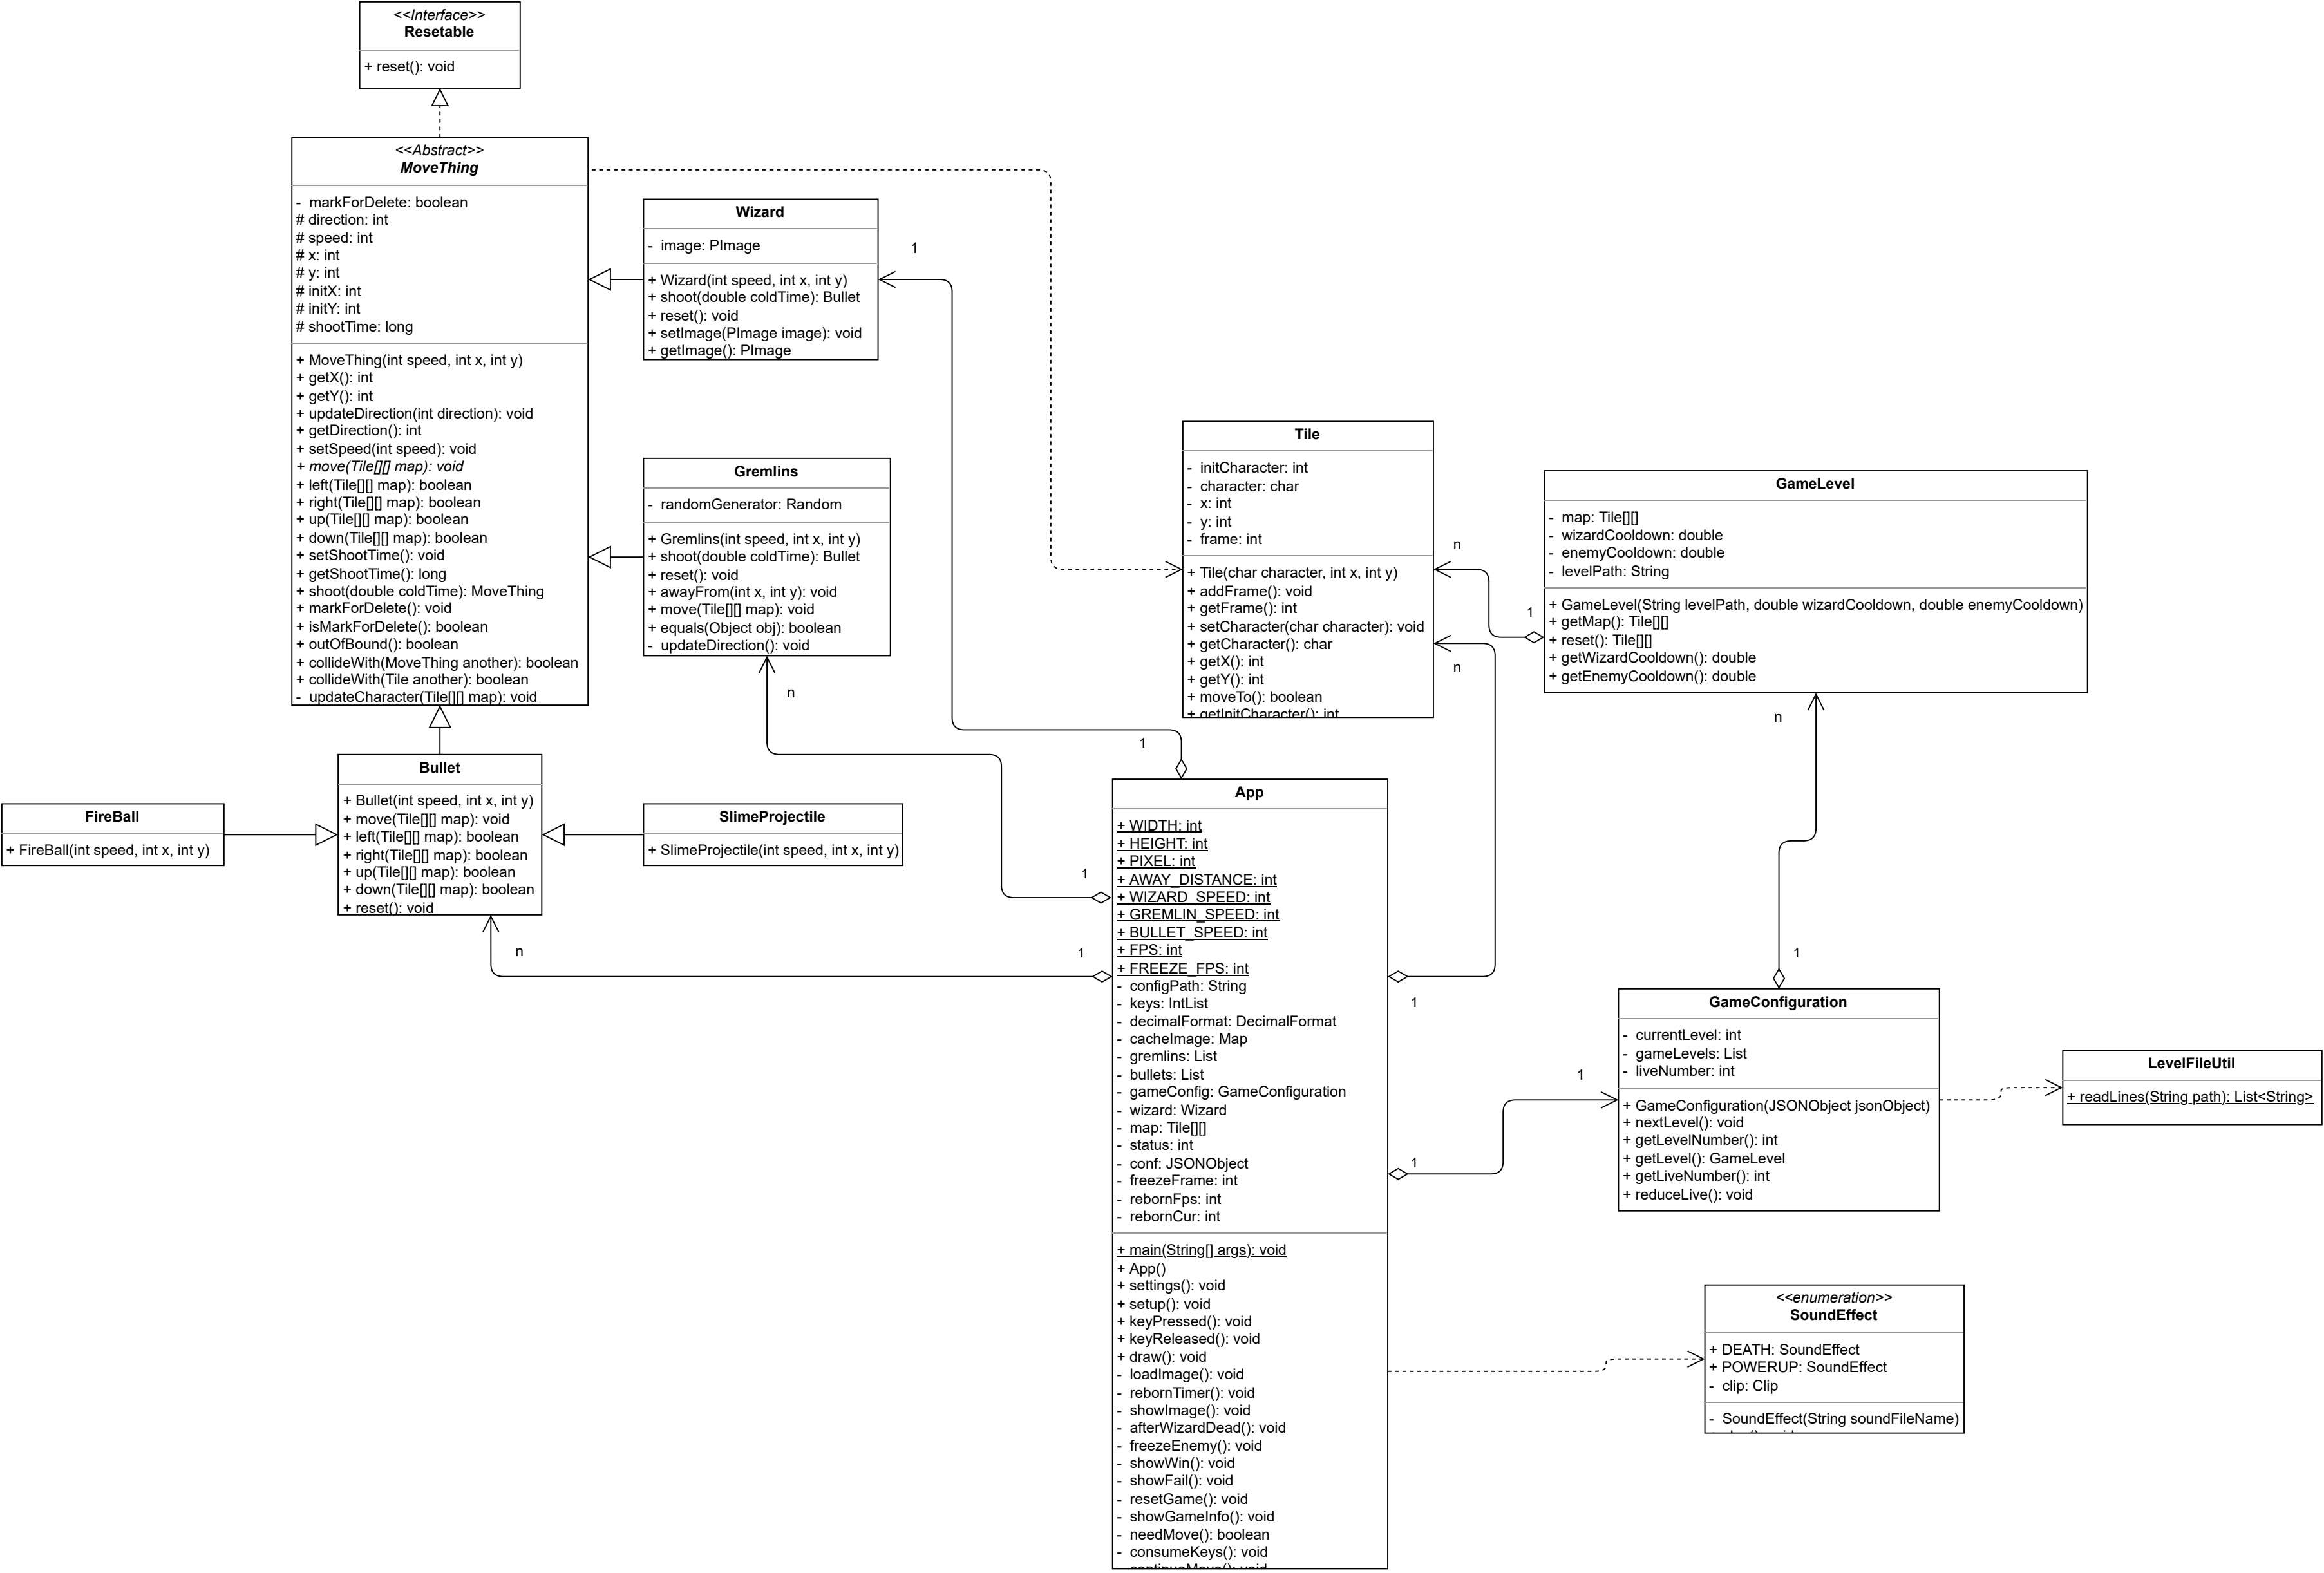 <<Interface>>
Resetable
+ reset(): void
<<Abstract>>
MoveThing
- markForDelete: boolean
# direction: int
# speed: int
# x: int
# y: int
# initX: int
# initY: int
# shootTime: long
+ MoveThing(int speed, int x, int y)
+ getX(): int
+ getY(): int
+ updateDirection(int direction): void
+ getDirection(): int
+ setSpeed(int speed): void
+ move(Tile[][] map): void
+ left(Tile[][] map): boolean
+ right(Tile[][] map): boolean
+ up(Tile[][] map): boolean
+ down(Tile[][] map): boolean
+ setShootTime(): void
+ getShootTime(): long
+ shoot(double coldTime): MoveThing
+ markForDelete(): void
+ isMarkForDelete(): boolean
+ outOfBound(): boolean
+ collideWith(MoveThing another): boolean
+ collideWith(Tile another): boolean
- updateCharacter(Tile[][] map): void
Wizard
- image: PImage
+ Wizard(int speed, int x, int y)
+ shoot(double coldTime): Bullet
+ reset(): void
+ setImage(PImage image): void
+ getImage(): PImage
1
Gremlins
- randomGenerator: Random
+ Gremlins(int speed, int x, int y)
+ shoot(double coldTime): Bullet
+ reset(): void
+ awayFrom(int x, int y): void
+ move(Tile[][] map): void
+ equals(Object obj): boolean
- updateDirection(): void
n
Tile
- initCharacter: int
- character: char
- x: int
- y: int
- frame: int
+ Tile(char character, int x, int y)
+ addFrame(): void
+ getFrame(): int
+ setCharacter(char character): void
+ getCharacter(): char
+ getX(): int
+ getY(): int
+ moveTo(): boolean
+ getInitCharacter(): int
n
1
n
GameLevel
- map: Tile[][]
- wizardCooldown: double
- enemyCooldown: double
- levelPath: String
+ GameLevel(String levelPath, double wizardCooldown, double enemyCooldown)
+ getMap(): Tile[][]
+ reset(): Tile[][]
+ getWizardCooldown(): double
+ getEnemyCooldown(): double
n
1
Bullet
+ Bullet(int speed, int x, int y)
+ move(Tile[][] map): void
+ left(Tile[][] map): boolean
+ right(Tile[][] map): boolean
+ up(Tile[][] map): boolean
+ down(Tile[][] map): boolean
+ reset(): void
FireBall
+ FireBall(int speed, int x, int y)
SlimeProjectile
+ SlimeProjectile(int speed, int x, int y)
n
1
1
1
App
+ WIDTH: int
+ HEIGHT: int
+ PIXEL: int
+ AWAY_DISTANCE: int
+ WIZARD_SPEED: int
+ GREMLIN_SPEED: int
+ BULLET_SPEED: int
+ FPS: int
+ FREEZE_FPS: int
- configPath: String
- keys: IntList
- decimalFormat: DecimalFormat
- cacheImage: Map
- gremlins: List
- bullets: List
- gameConfig: GameConfiguration
- wizard: Wizard
- map: Tile[][]
- status: int
- conf: JSONObject
- freezeFrame: int
- rebornFps: int
- rebornCur: int
+ main(String[] args): void
+ App()
+ settings(): void
+ setup(): void
+ keyPressed(): void
+ keyReleased(): void
+ draw(): void
- loadImage(): void
- rebornTimer(): void
- showImage(): void
- afterWizardDead(): void
- freezeEnemy(): void
- showWin(): void
- showFail(): void
- resetGame(): void
- showGameInfo(): void
- needMove(): boolean
- consumeKeys(): void
1
1
GameConfiguration
- currentLevel: int
- gameLevels: List
- liveNumber: int
+ GameConfiguration(JSONObject jsonObject)
+ nextLevel(): void
+ getLevelNumber(): int
+ getLevel(): GameLevel
+ getLiveNumber(): int
+ reduceLive(): void
1
LevelFileUtil
+ readLines(String path): List<String>
<<enumeration>>
SoundEffect
+ DEATH: SoundEffect
+ POWERUP: SoundEffect
- clip: Clip
- SoundEffect(String soundFileName)